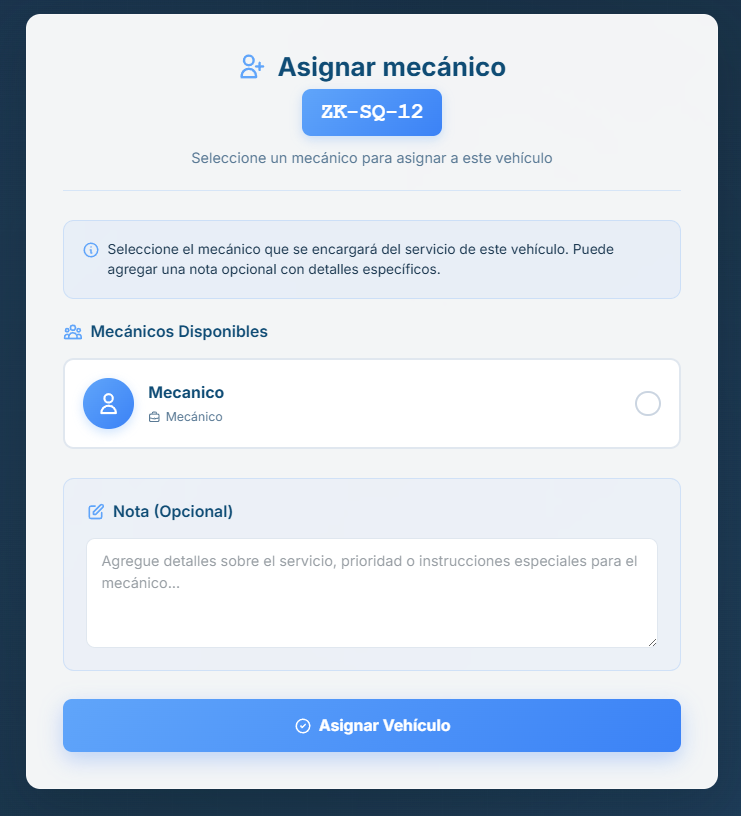 Asignar mecánico
ZK-SQ-12
Seleccione un mecánico para asignar a este vehículo
Seleccione el mecánico que se encargará del servicio de este vehículo. Puede
agregar una nota opcional con detalles específicos.
Mecánicos Disponibles
Mecanico
Mecánico
Nota (Opcional)
Agregue detalles sobre el servicio, prioridad o instrucciones especiales para el
mecánico...
Asignar Vehículo